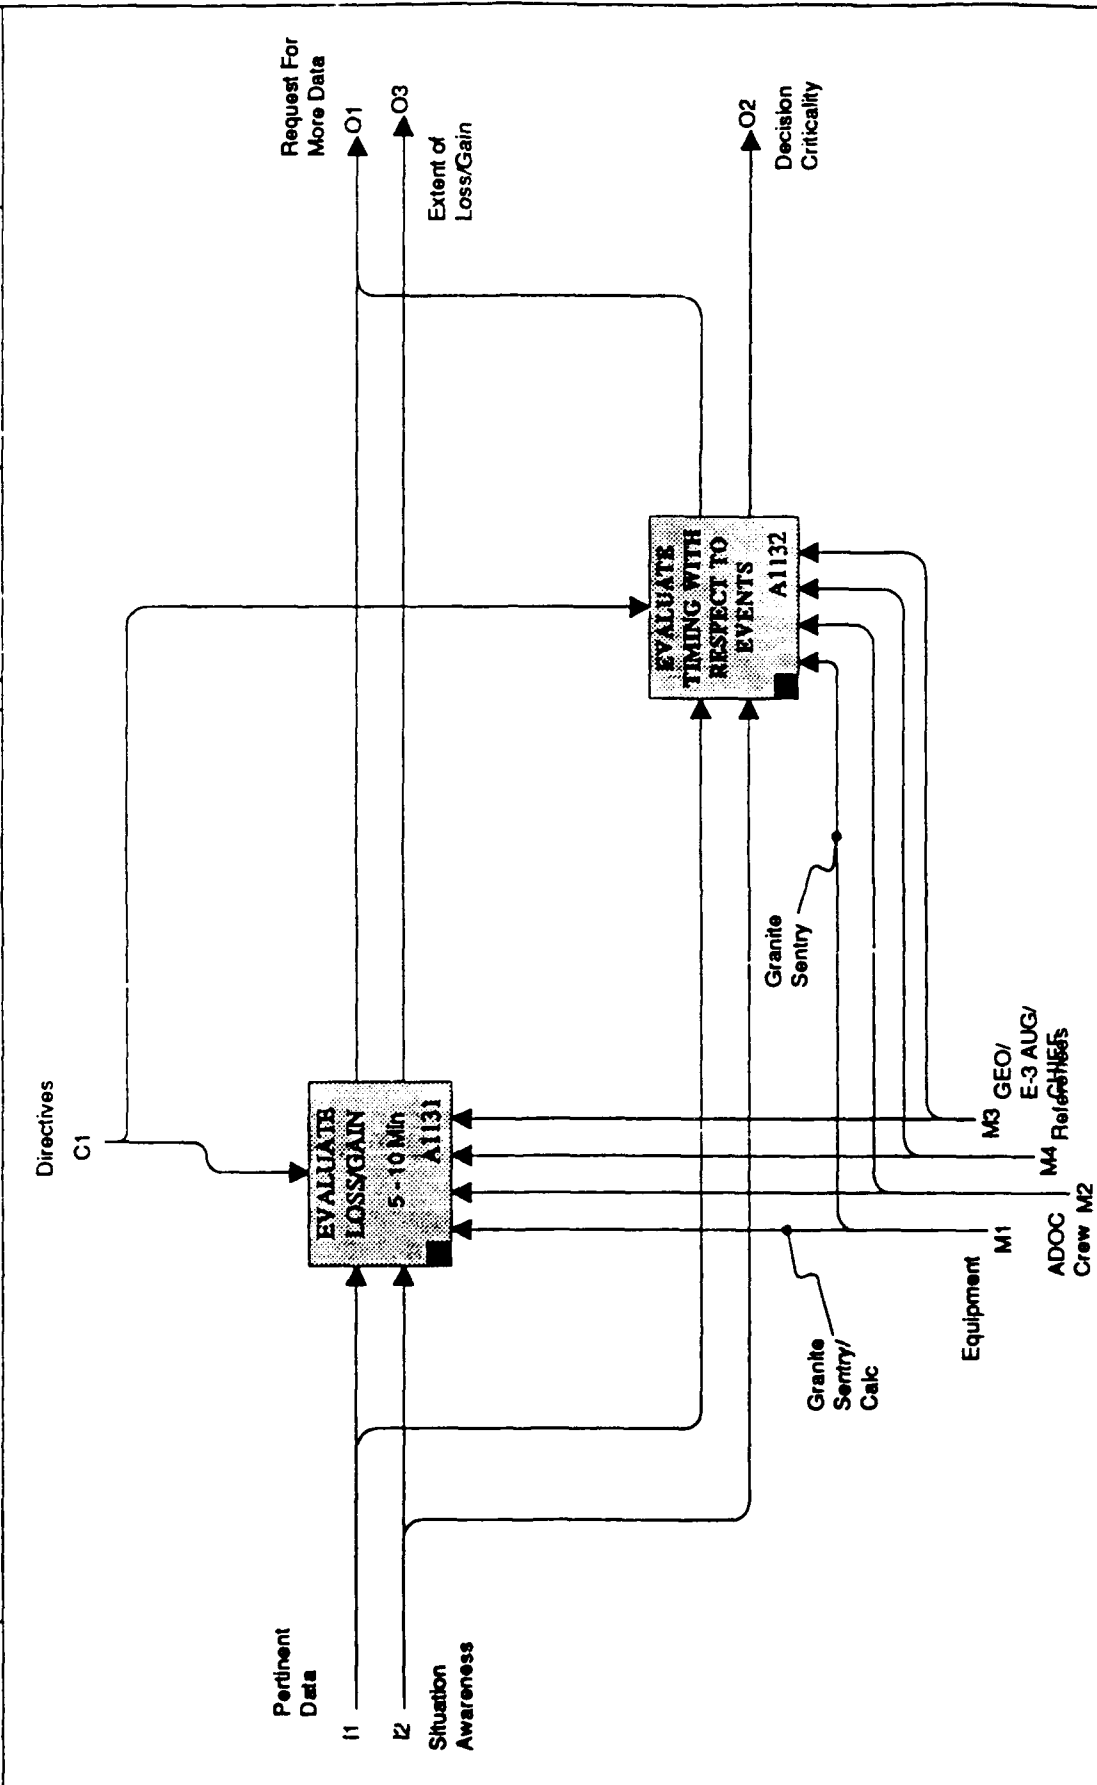 Directives
C1
Request For
More Data
O1
O3
Extent of
Loss/Gain
O2
Decision
Criticality
Pertinent
Data
I1
I2
Situation
Awareness
EVALUATE
LOSS/GAIN
5 - 10 Min
A1131
EVALUATE
TIMING WITH
RESPECT TO
EVENTS
A1132
Granite
Sentry
Granite
Sentry/
Calc
Equipment
M1
ADOC
Crew M2
M4 References
M3 GEO/
E-3 AUG/
CHIEF